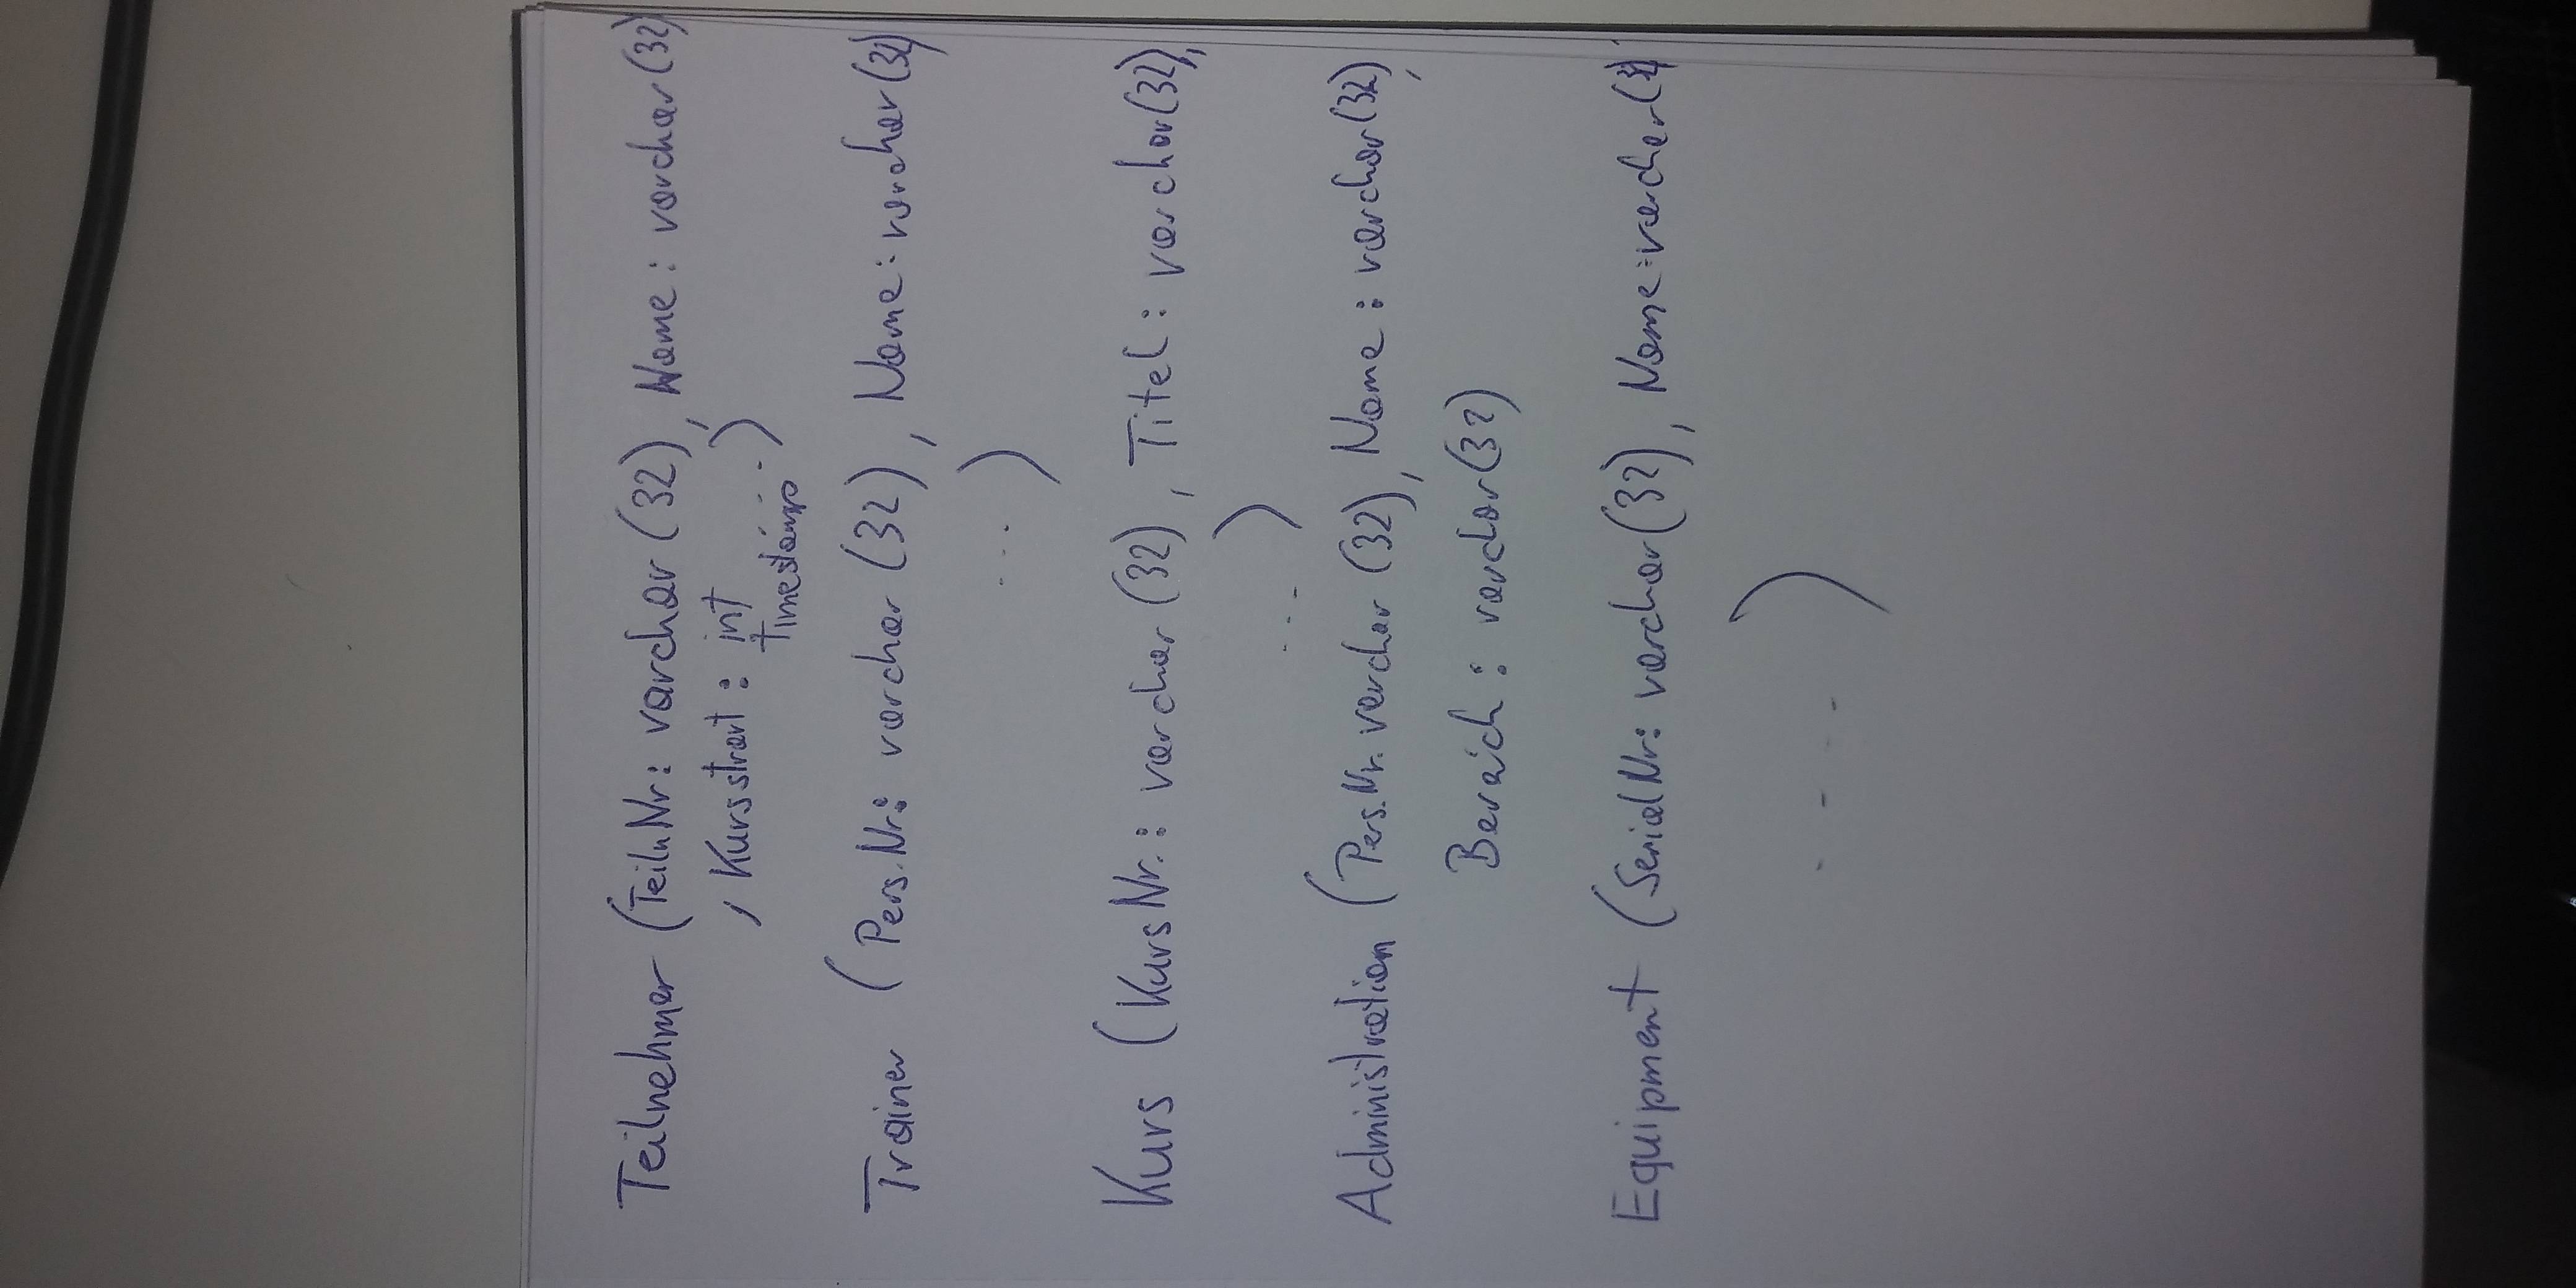 Teilnehmer (TeilnNr: varchar (32), Name: varchar (32)
, Kursstart: int ....)
timestamp
Trainer (Pers.Nr: varchar (32), Name: varchar (32)
...)
Kurs (KursNr.: varchar (32), Titel: varchar (32),
...)
Administration (Pers.Nr. varchar (32), Name: varchar (32),
Bereich: varchar (32)
Equipment (SerialNr: varchar (32), Name: varchar (32)
....)